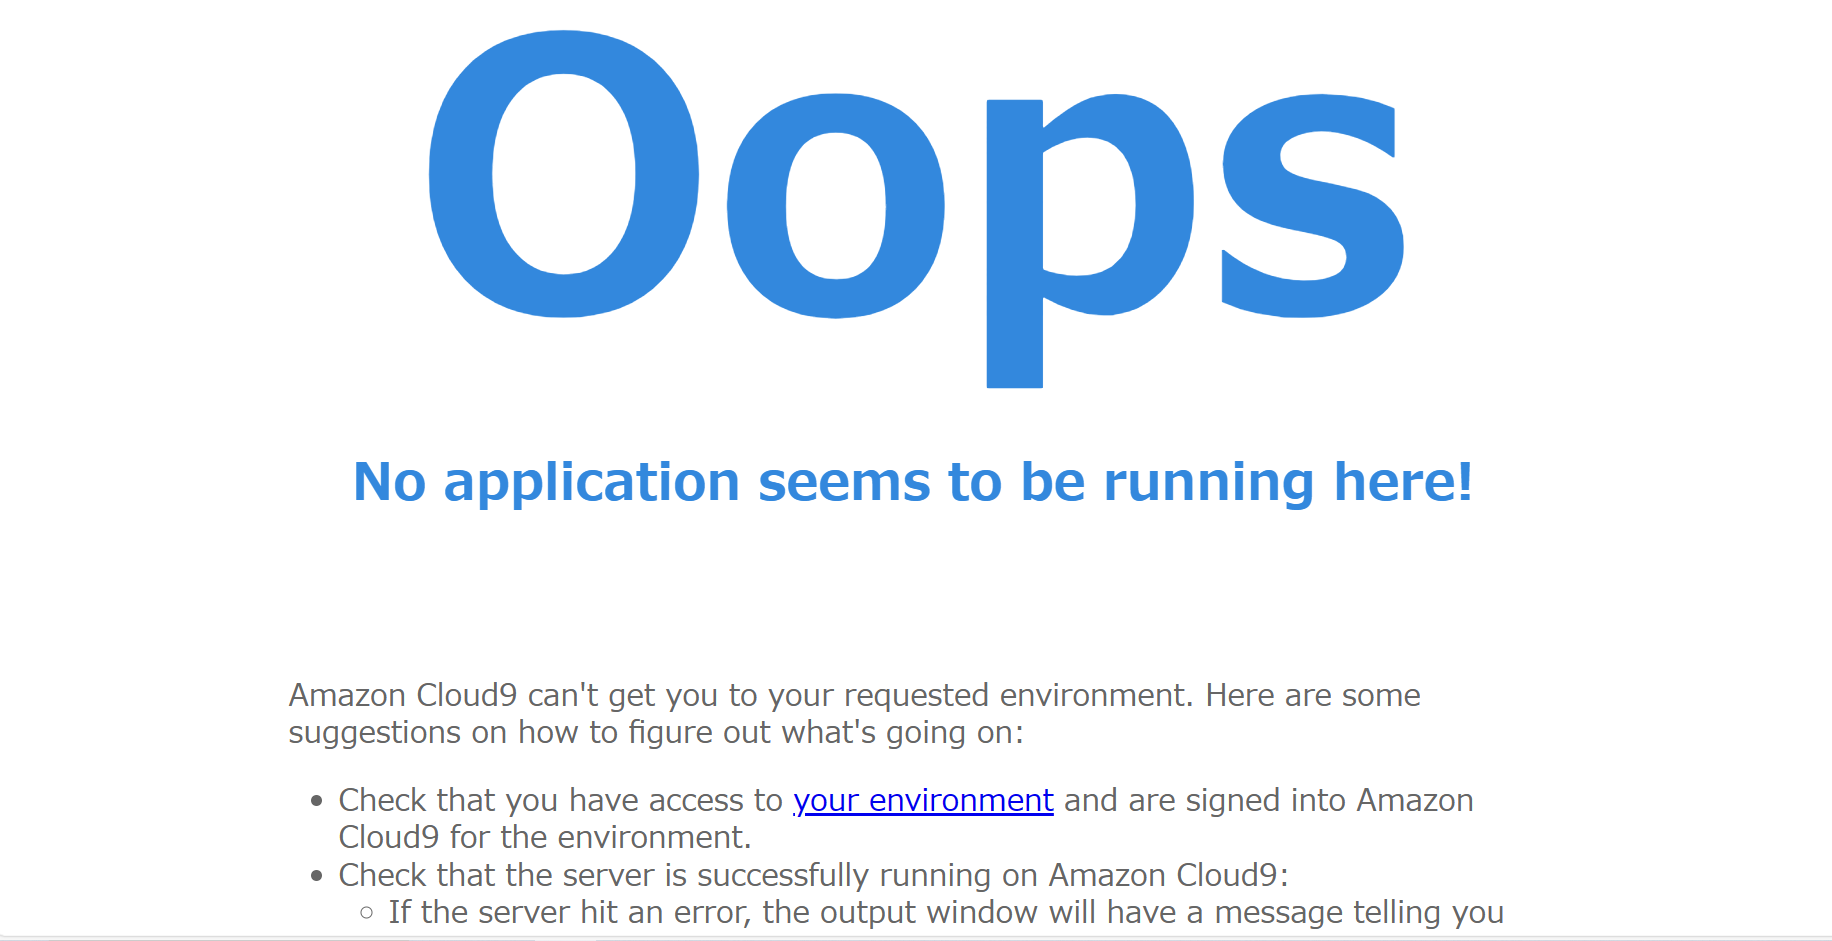 Oops
No application seems to be running here!
Amazon Cloud9 can't get you to your requested environment. Here are some
suggestions on how to figure out what's going on:
• Check that you have access to your environment and are signed into Amazon
Cloud9 for the environment.
• Check that the server is successfully running on Amazon Cloud9:
◦ If the server hit an error, the output window will have a message telling you